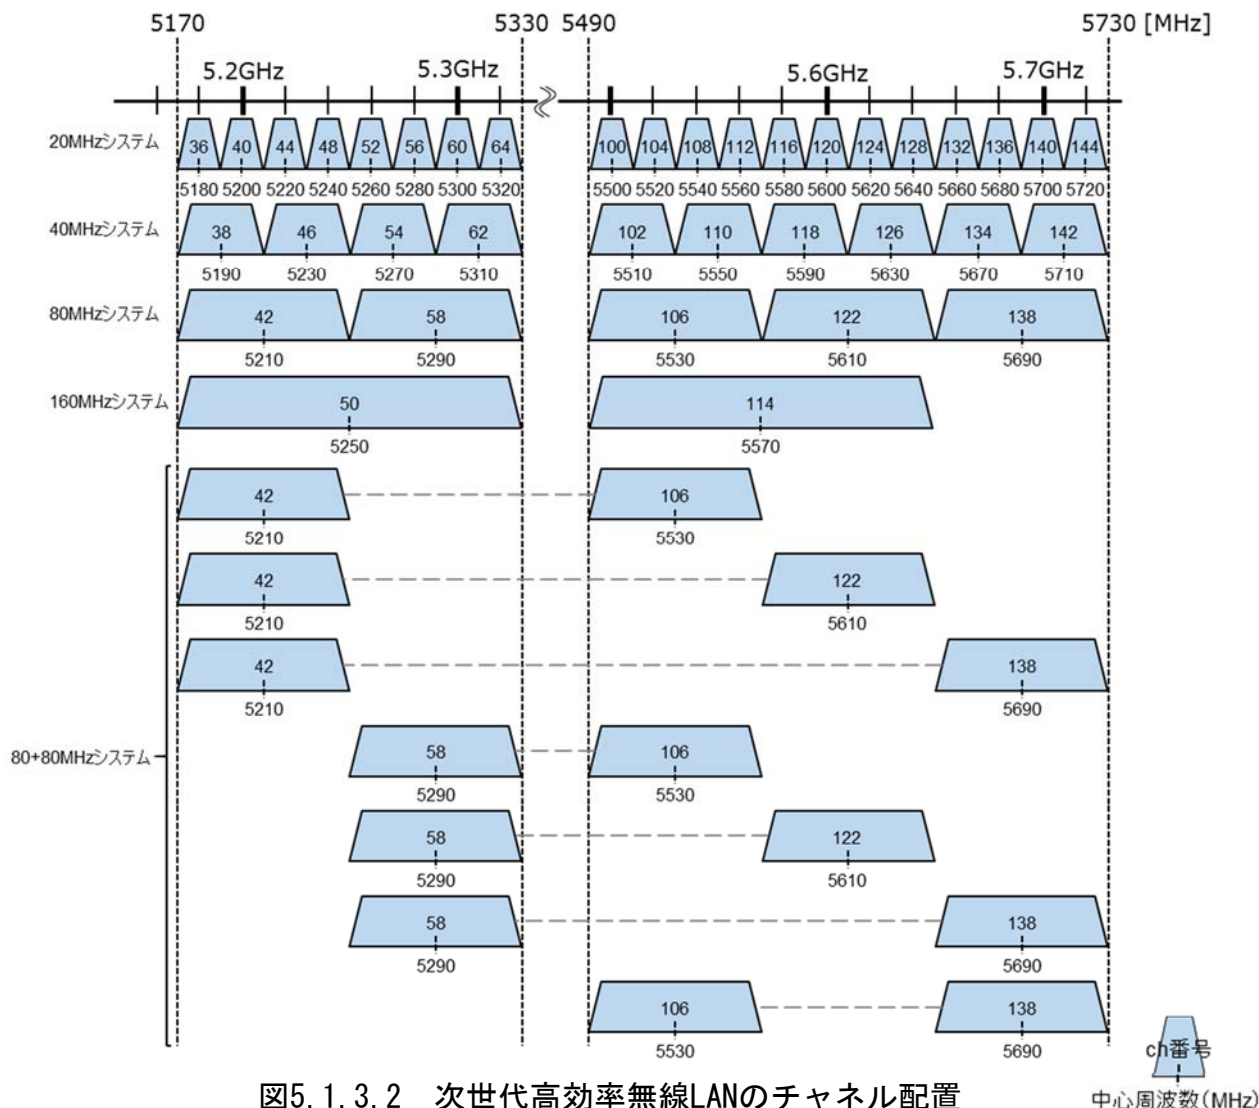 5170 5330 5490 5730 [MHz]
5.2GHz 5.3GHz 5.6GHz 5.7GHz
20MHzシステム 36 40 44 48 52 56 60 64 100 104 108 112 116 120 124 128 132 136 140 144
5180 5200 5220 5240 5260 5280 5300 5320 5500 5520 5540 5560 5580 5600 5620 5640 5660 5680 5700 5720
40MHzシステム 38 46 54 62 102 110 118 126 134 142
5190 5230 5270 5310 5510 5550 5590 5630 5670 5710
80MHzシステム 42 58 106 122 138
5210 5290 5530 5610 5690
160MHzシステム 50 114
5250 5570
42 106
5210 5530
42 122
5210 5610
42 138
5210 5690
80+80MHzシステム 58 106
5290 5530
58 122
5290 5610
58 138
5290 5690
106 138
5530 5690
ch番号
中心周波数(MHz)
図5.1.3.2 次世代高効率無線LANのチャネル配置